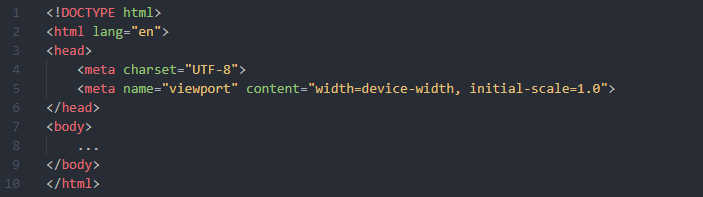 1 <!DOCTYPE html>
2 <html lang="en">
3 <head>
4     <meta charset="UTF-8">
5     <meta name="viewport" content="width=device-width, initial-scale=1.0">
6 </head>
7 <body>
8     ...
9 </body>
10 </html>